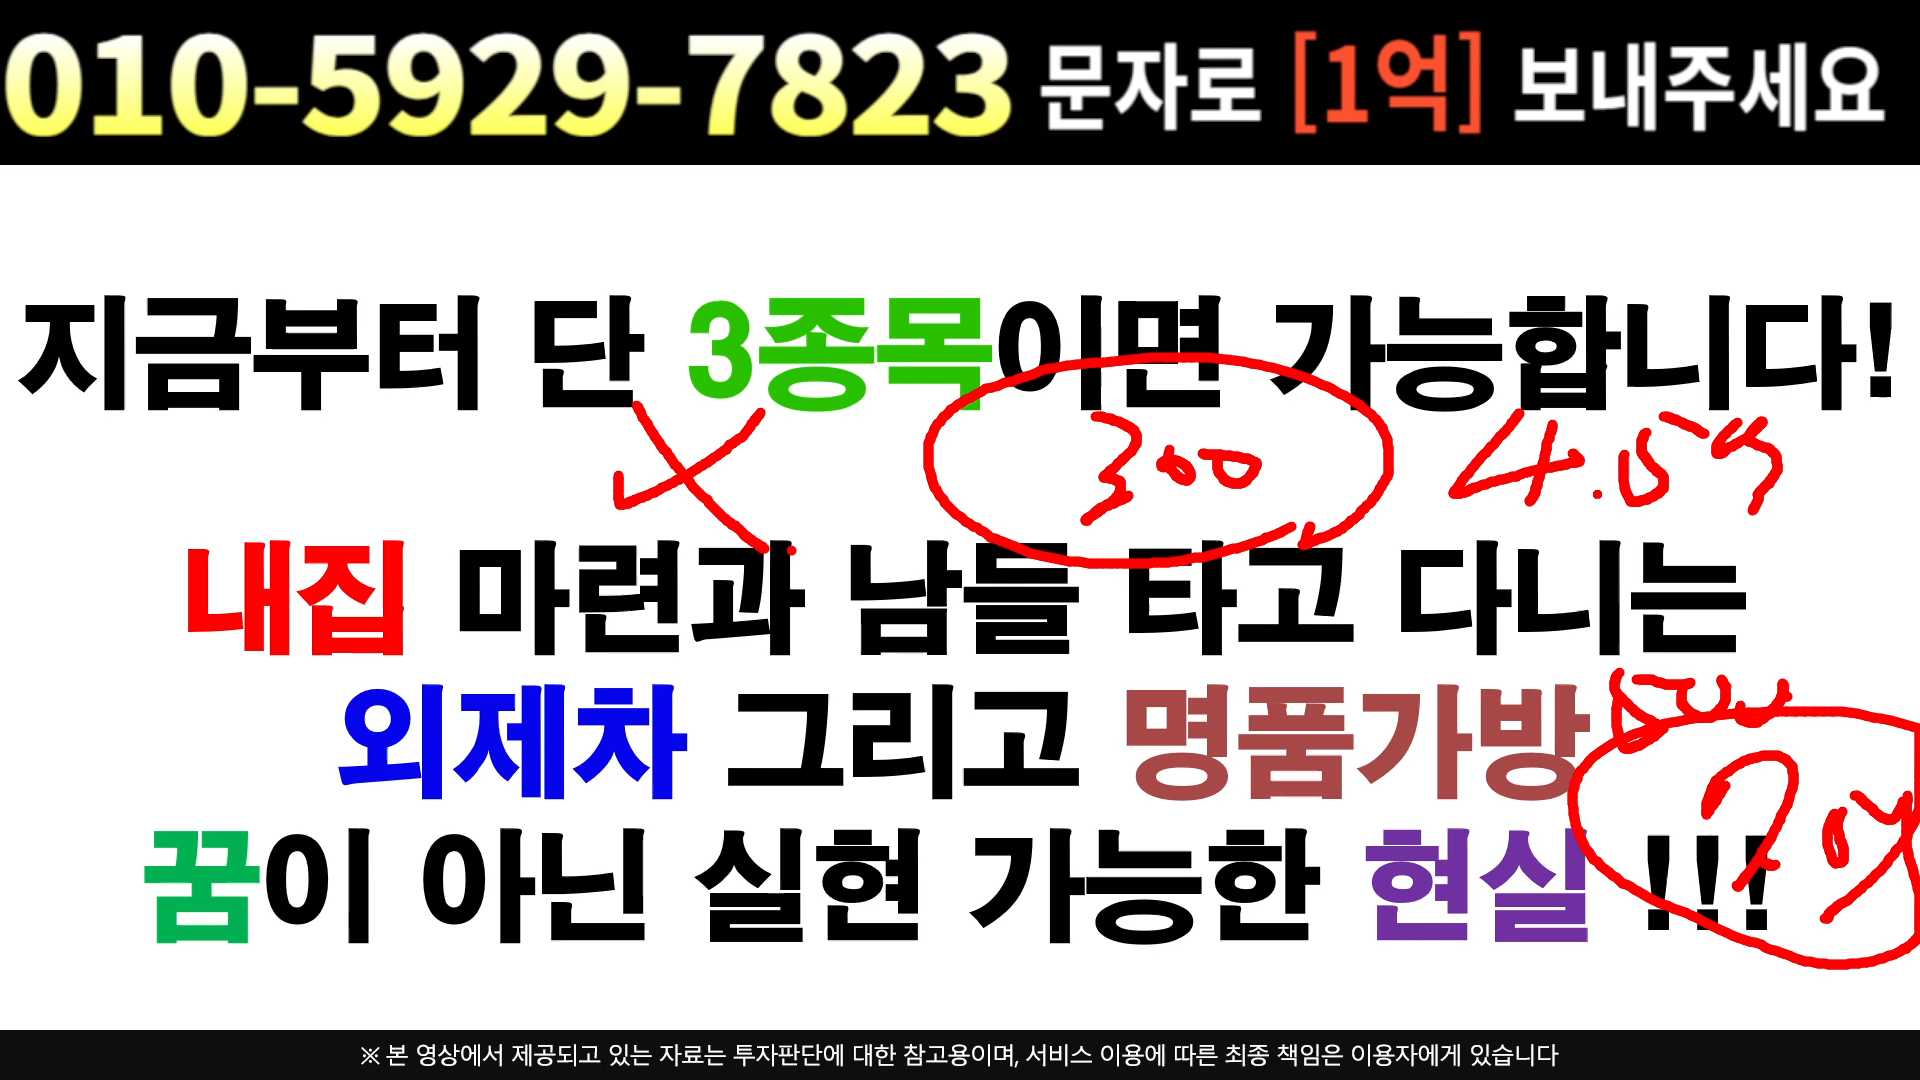 010-5929-7823 문자로 [1억] 보내주세요
지금부터 단 3종목이면 가능합니다!
300
4.5억
내집 마련과 남들 타고 다니는
500
외제차 그리고 명품가방
꿈이 아닌 실현 가능한 현실 !!!
※ 본 영상에서 제공되고 있는 자료는 투자판단에 대한 참고용이며, 서비스 이용에 따른 최종 책임은 이용자에게 있습니다